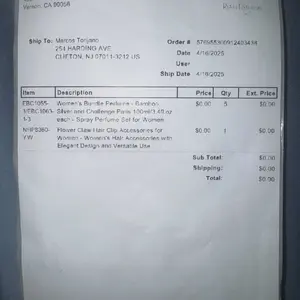 Vernon, CA 90058
Ship To: Marcos Torijano
251 HARDING AVE
CLIFTON, NJ 07011-3212 US
Order #
Date 4/16/2025
User
Ship Date 4/16/2025
Item Description Price Qty Ext. Price
Women's Bundle Perfume - Bamboo, $0.00 $0.00
Silver and Challenge Paris 100ml/3.40 oz
each - Spray Perfume Set for Women
Flower Claw Hair Clip Accessories for $0.00 1 $0.00
Women - Women's Hair Accessories with
Elegant Design and Versatile Use
Sub Total: $0.00
Shipping: $0.00
Total: $0.00